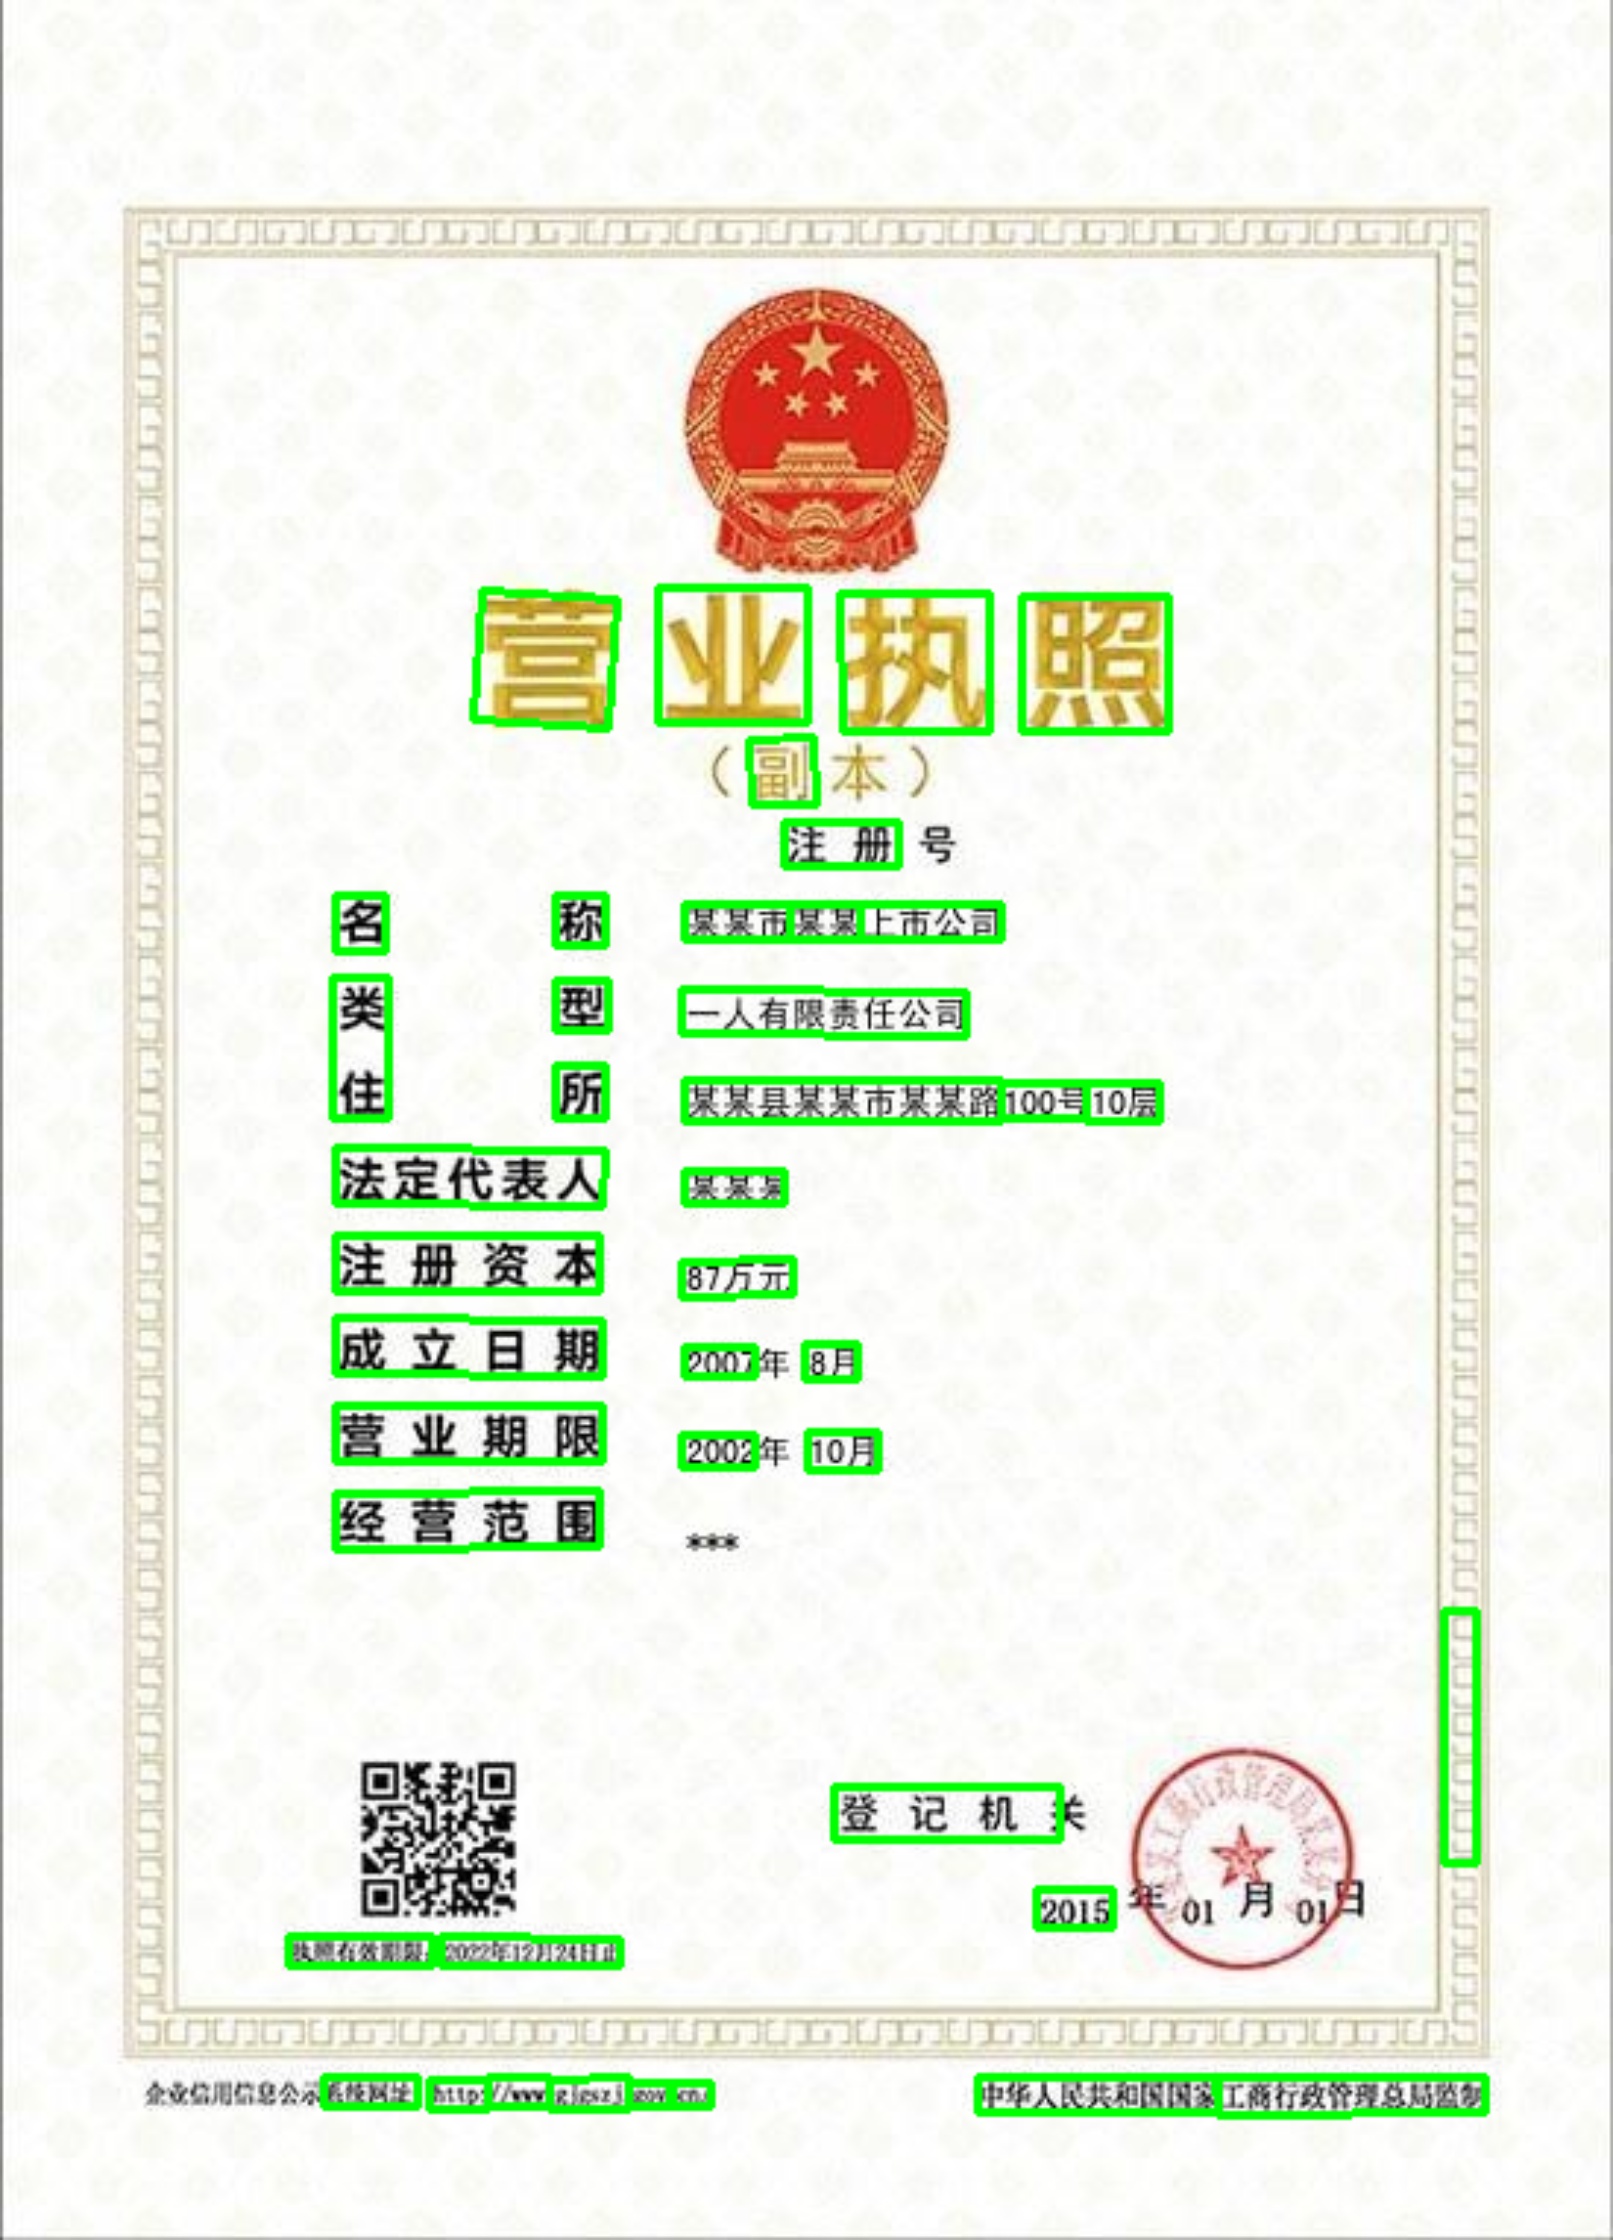 营业执照
（副本）
注 册 号
名 称 某某市某某上市公司
类 型 一人有限责任公司
住 所 某某县某某市某某路100号10层
法定代表人 某某某
注 册 资 本 87万元
成 立 日 期 2007年 8月
营 业 期 限 2002年 10月
经 营 范 围 ***
登 记 机 关
2015 年 01 月 01日
执照有效期限: 2022年12月24日止
企业信用信息公示系统网址: http://www.gjgszj.gov.cn/ 中华人民共和国国家工商行政管理总局监制